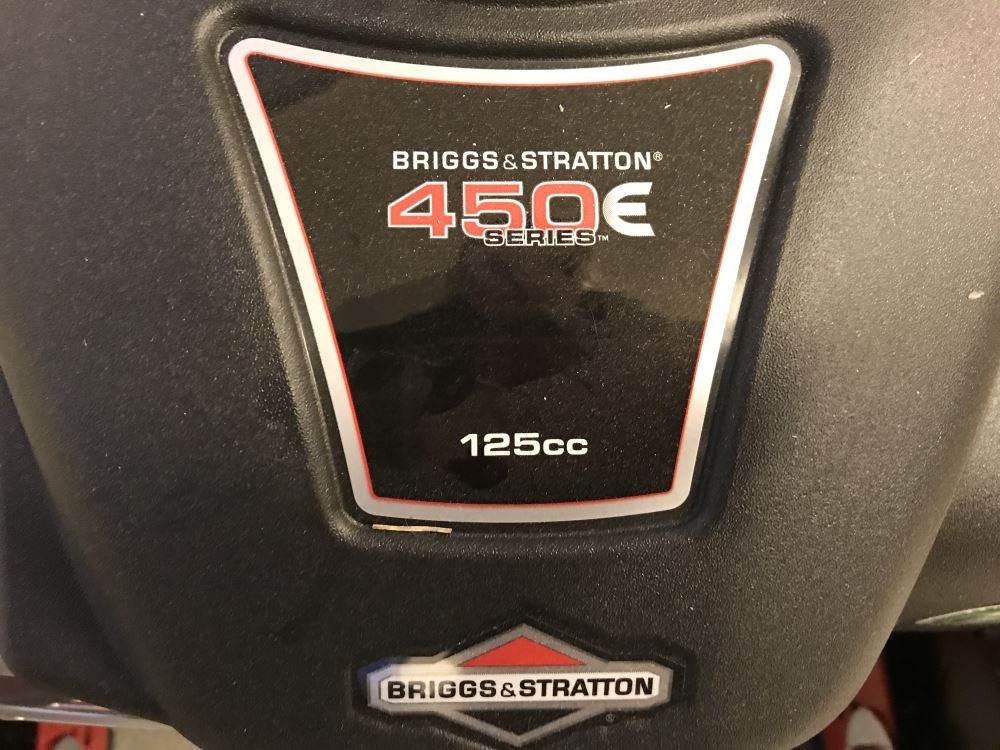 BRIGGS & STRATTON®
450E
SERIES™
125cc
BRIGGS & STRATTON
®